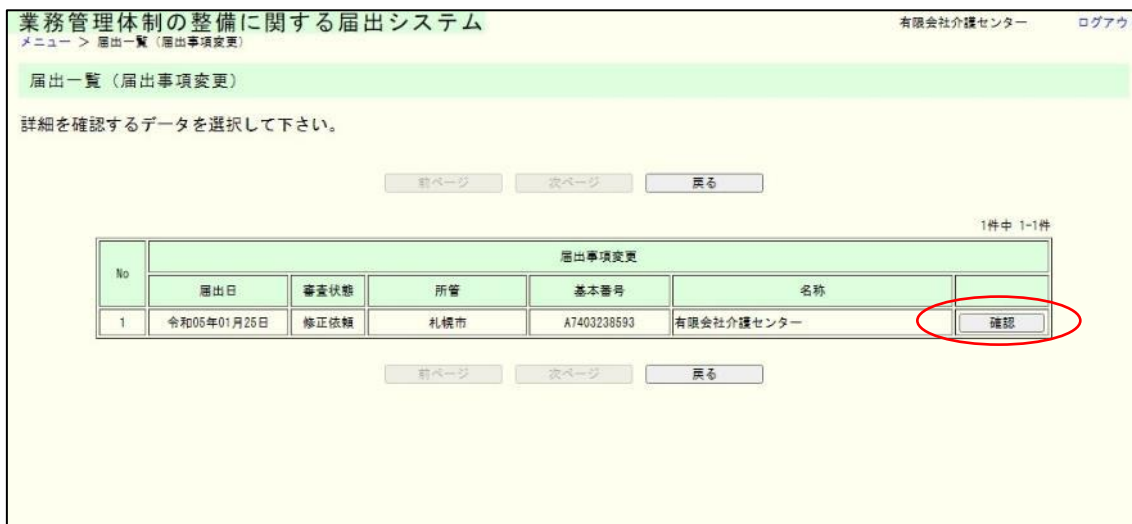 業務管理体制の整備に関する届出システム
有限会社介護センター ログアウ
メニュー > 届出一覧（届出事項変更）
届出一覧（届出事項変更）
詳細を確認するデータを選択して下さい。
前ページ 次ページ 戻る
1件中 1-1件
No 届出事項変更
届出日 審査状態 所管 基本番号 名称
1 令和05年01月25日 修正依頼 札幌市 A7403238593 有限会社介護センター 確認
前ページ 次ページ 戻る